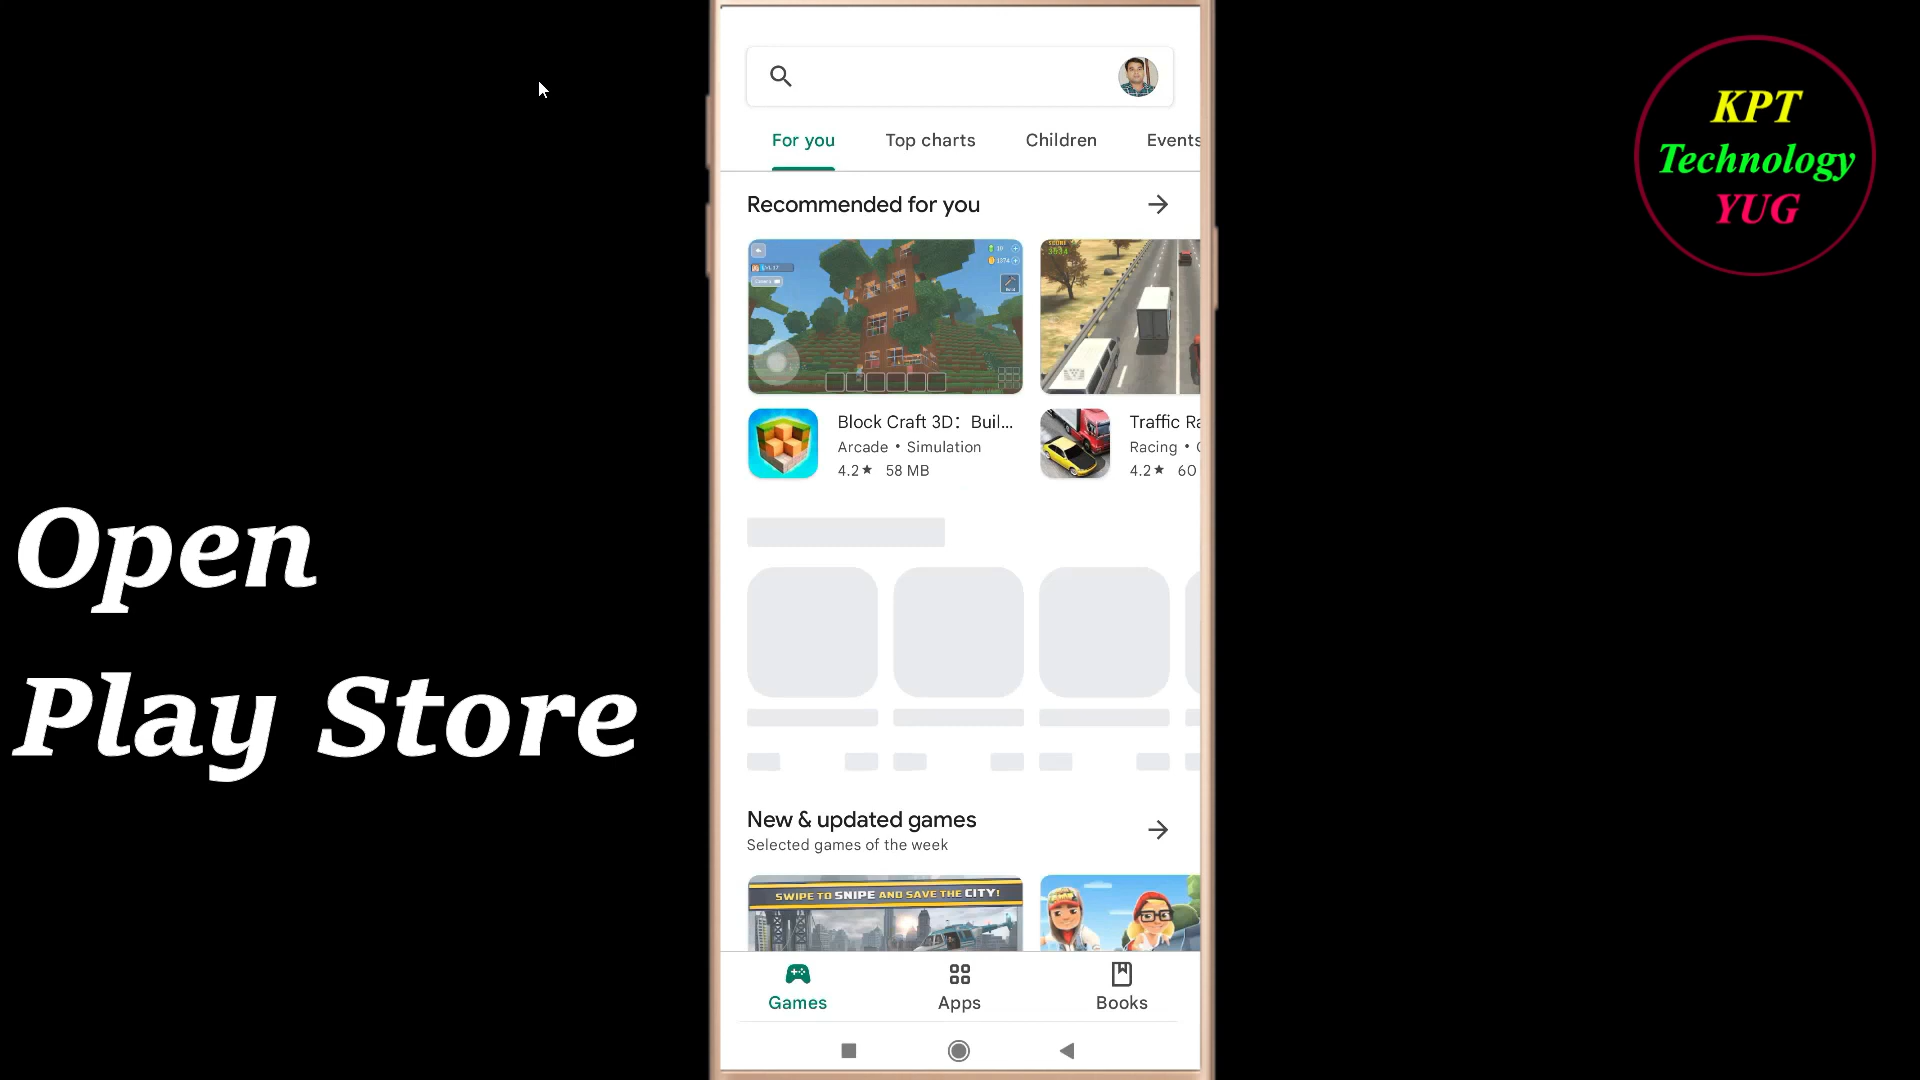 KPT
Technology
YUG
Open
Play Store
For you
Top charts
Children
Events
Recommended for you
Block Craft 3D: Buil...
Arcade • Simulation
4.2★ 58 MB
Traffic Ra
Racing •
4.2★ 60
New & updated games
Selected games of the week
SWIPE TO SNIPE AND SAVE THE CITY!
Games
Apps
Books